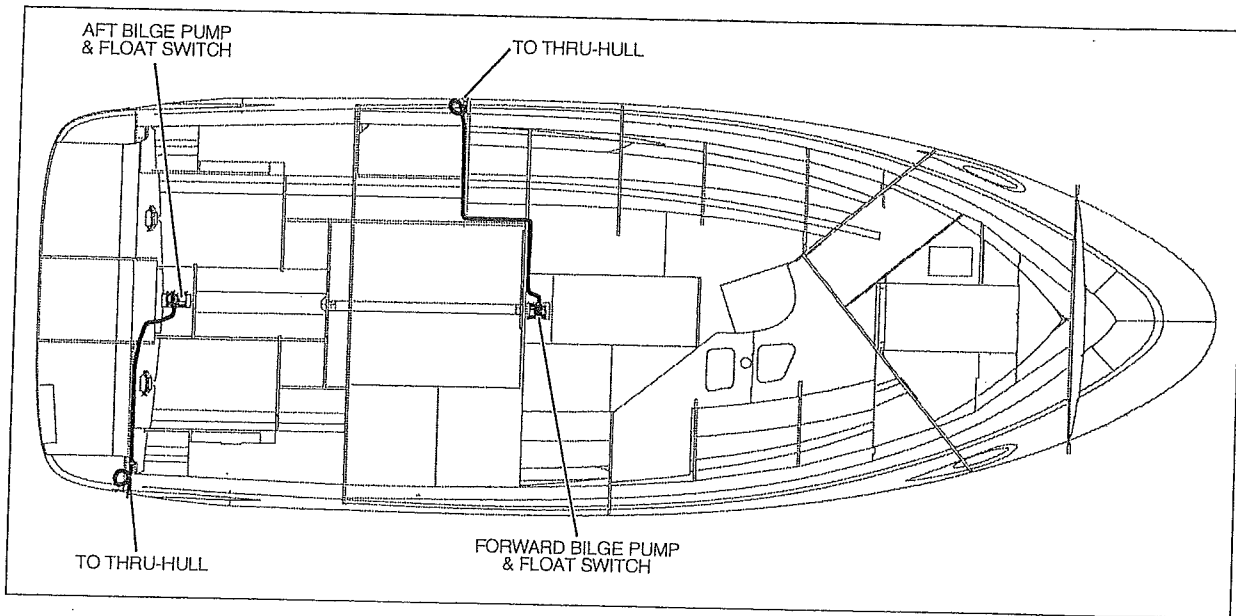 AFT BILGE PUMP
& FLOAT SWITCH
TO THRU-HULL
TO THRU-HULL
FORWARD BILGE PUMP
& FLOAT SWITCH